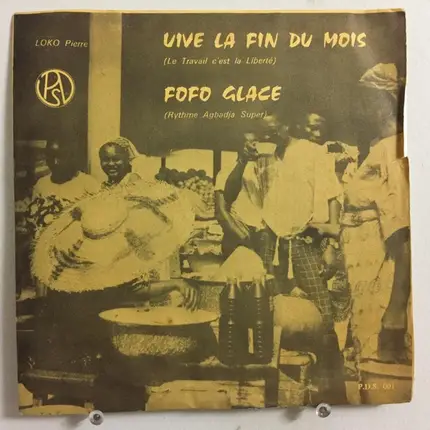 LOKO Pierre
VIVE LA FIN DU MOIS
(Le Travail c'est la Liberté)
FOFO GLACE
(Rythme Agbadja Super)
P.D.S. 001